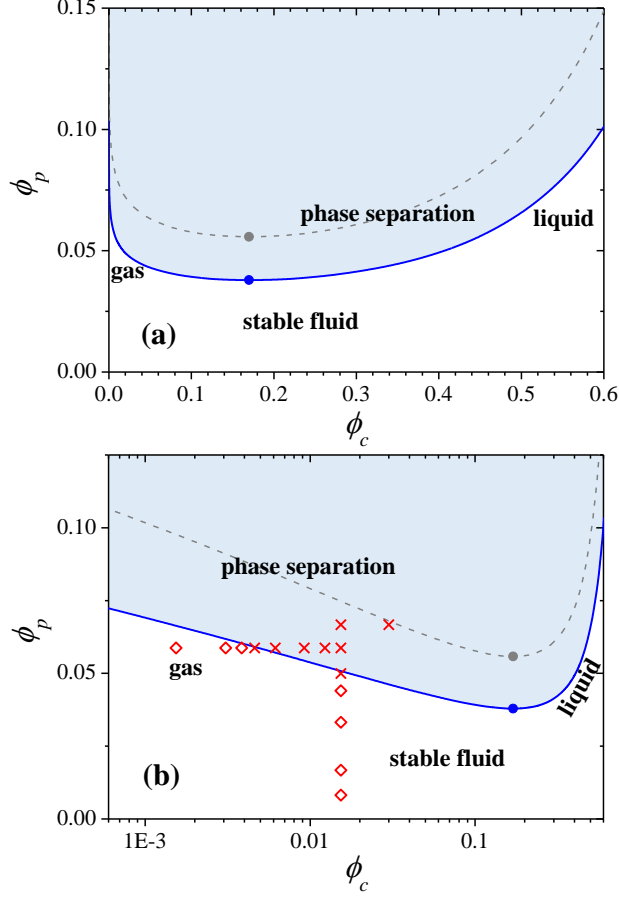 0.15
0.10
0.05
0.00
ϕp
phase separation
liquid
gas
stable fluid
(a)
0.0 0.1 0.2 0.3 0.4 0.5 0.6
ϕc
0.10
0.05
0.00
ϕp
phase separation
gas
liquid
stable fluid
(b)
1E-3 0.01 0.1
ϕc